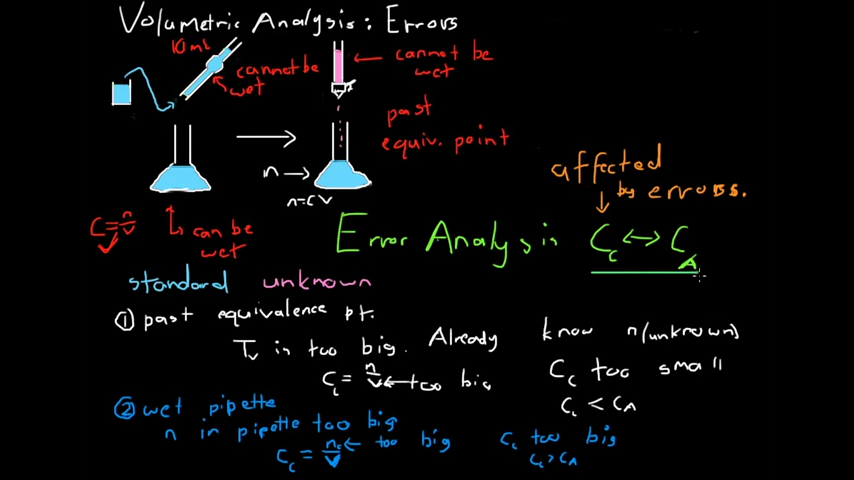 Volumetric Analysis: Errors
10 mL
cannot be
wet
cannot be
wet
past
equiv. point
n →
n=cV
C = n/V
can be
wet
affected
by errors.
Error Analysis is Cc ↔ CA
standard unknown
① past equivalence pt.
Tv is too big. Already know n(unknown)
Cc = n/V ← too big
Cc too small
Cc < CA
② wet pipette
n in pipette too big
Cc = nc/V ← too big
Cc too big
Cc > CA